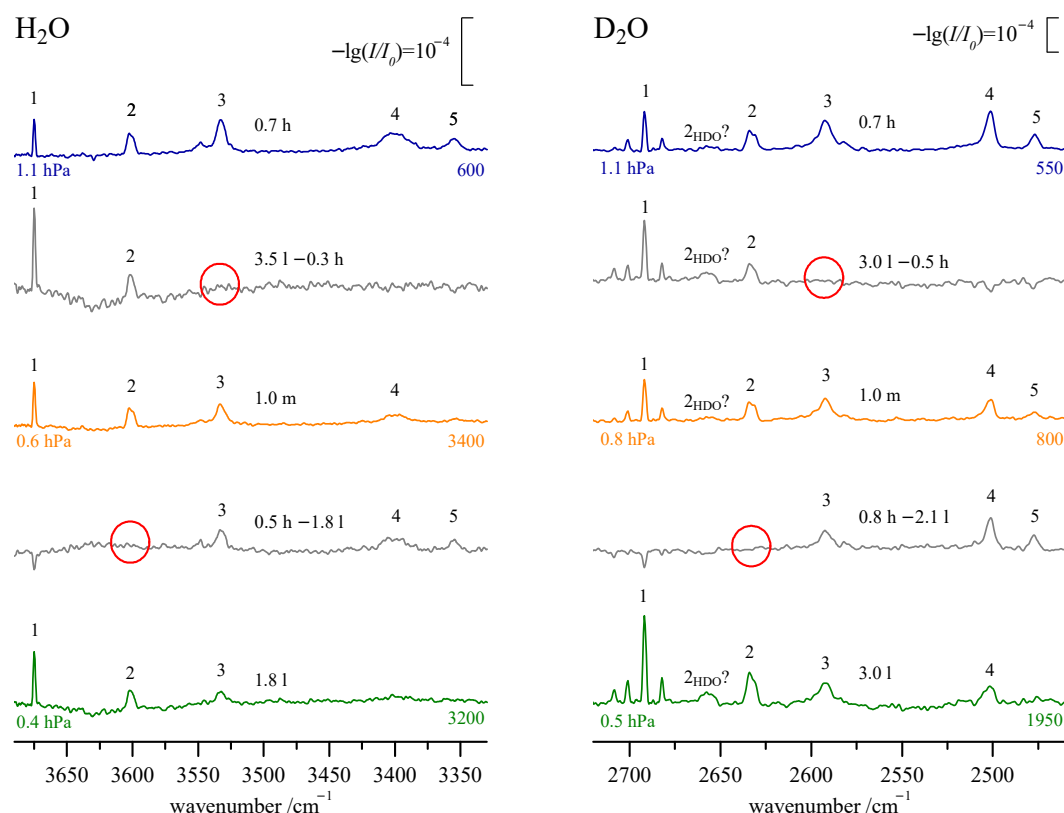 H₂O
−lg(I/I₀)=10⁻⁴
1
2
3
4
5
0.7 h
1.1 hPa
600
1
2
3.5 l −0.3 h
1
2
3
4
1.0 m
0.6 hPa
3400
3
4
5
0.5 h −1.8 l
1
2
3
1.8 l
0.4 hPa
3200
3650 3600 3550 3500 3450 3400 3350
wavenumber /cm⁻¹
D₂O
−lg(I/I₀)=10⁻⁴
1
2HDO?
2
3
4
5
0.7 h
1.1 hPa
550
1
2HDO?
2
3.0 l −0.5 h
1
2HDO?
2
3
4
1.0 m
0.8 hPa
800
3
4
5
0.8 h −2.1 l
1
2HDO?
2
3
4
3.0 l
0.5 hPa
1950
2700 2650 2600 2550 2500
wavenumber /cm⁻¹